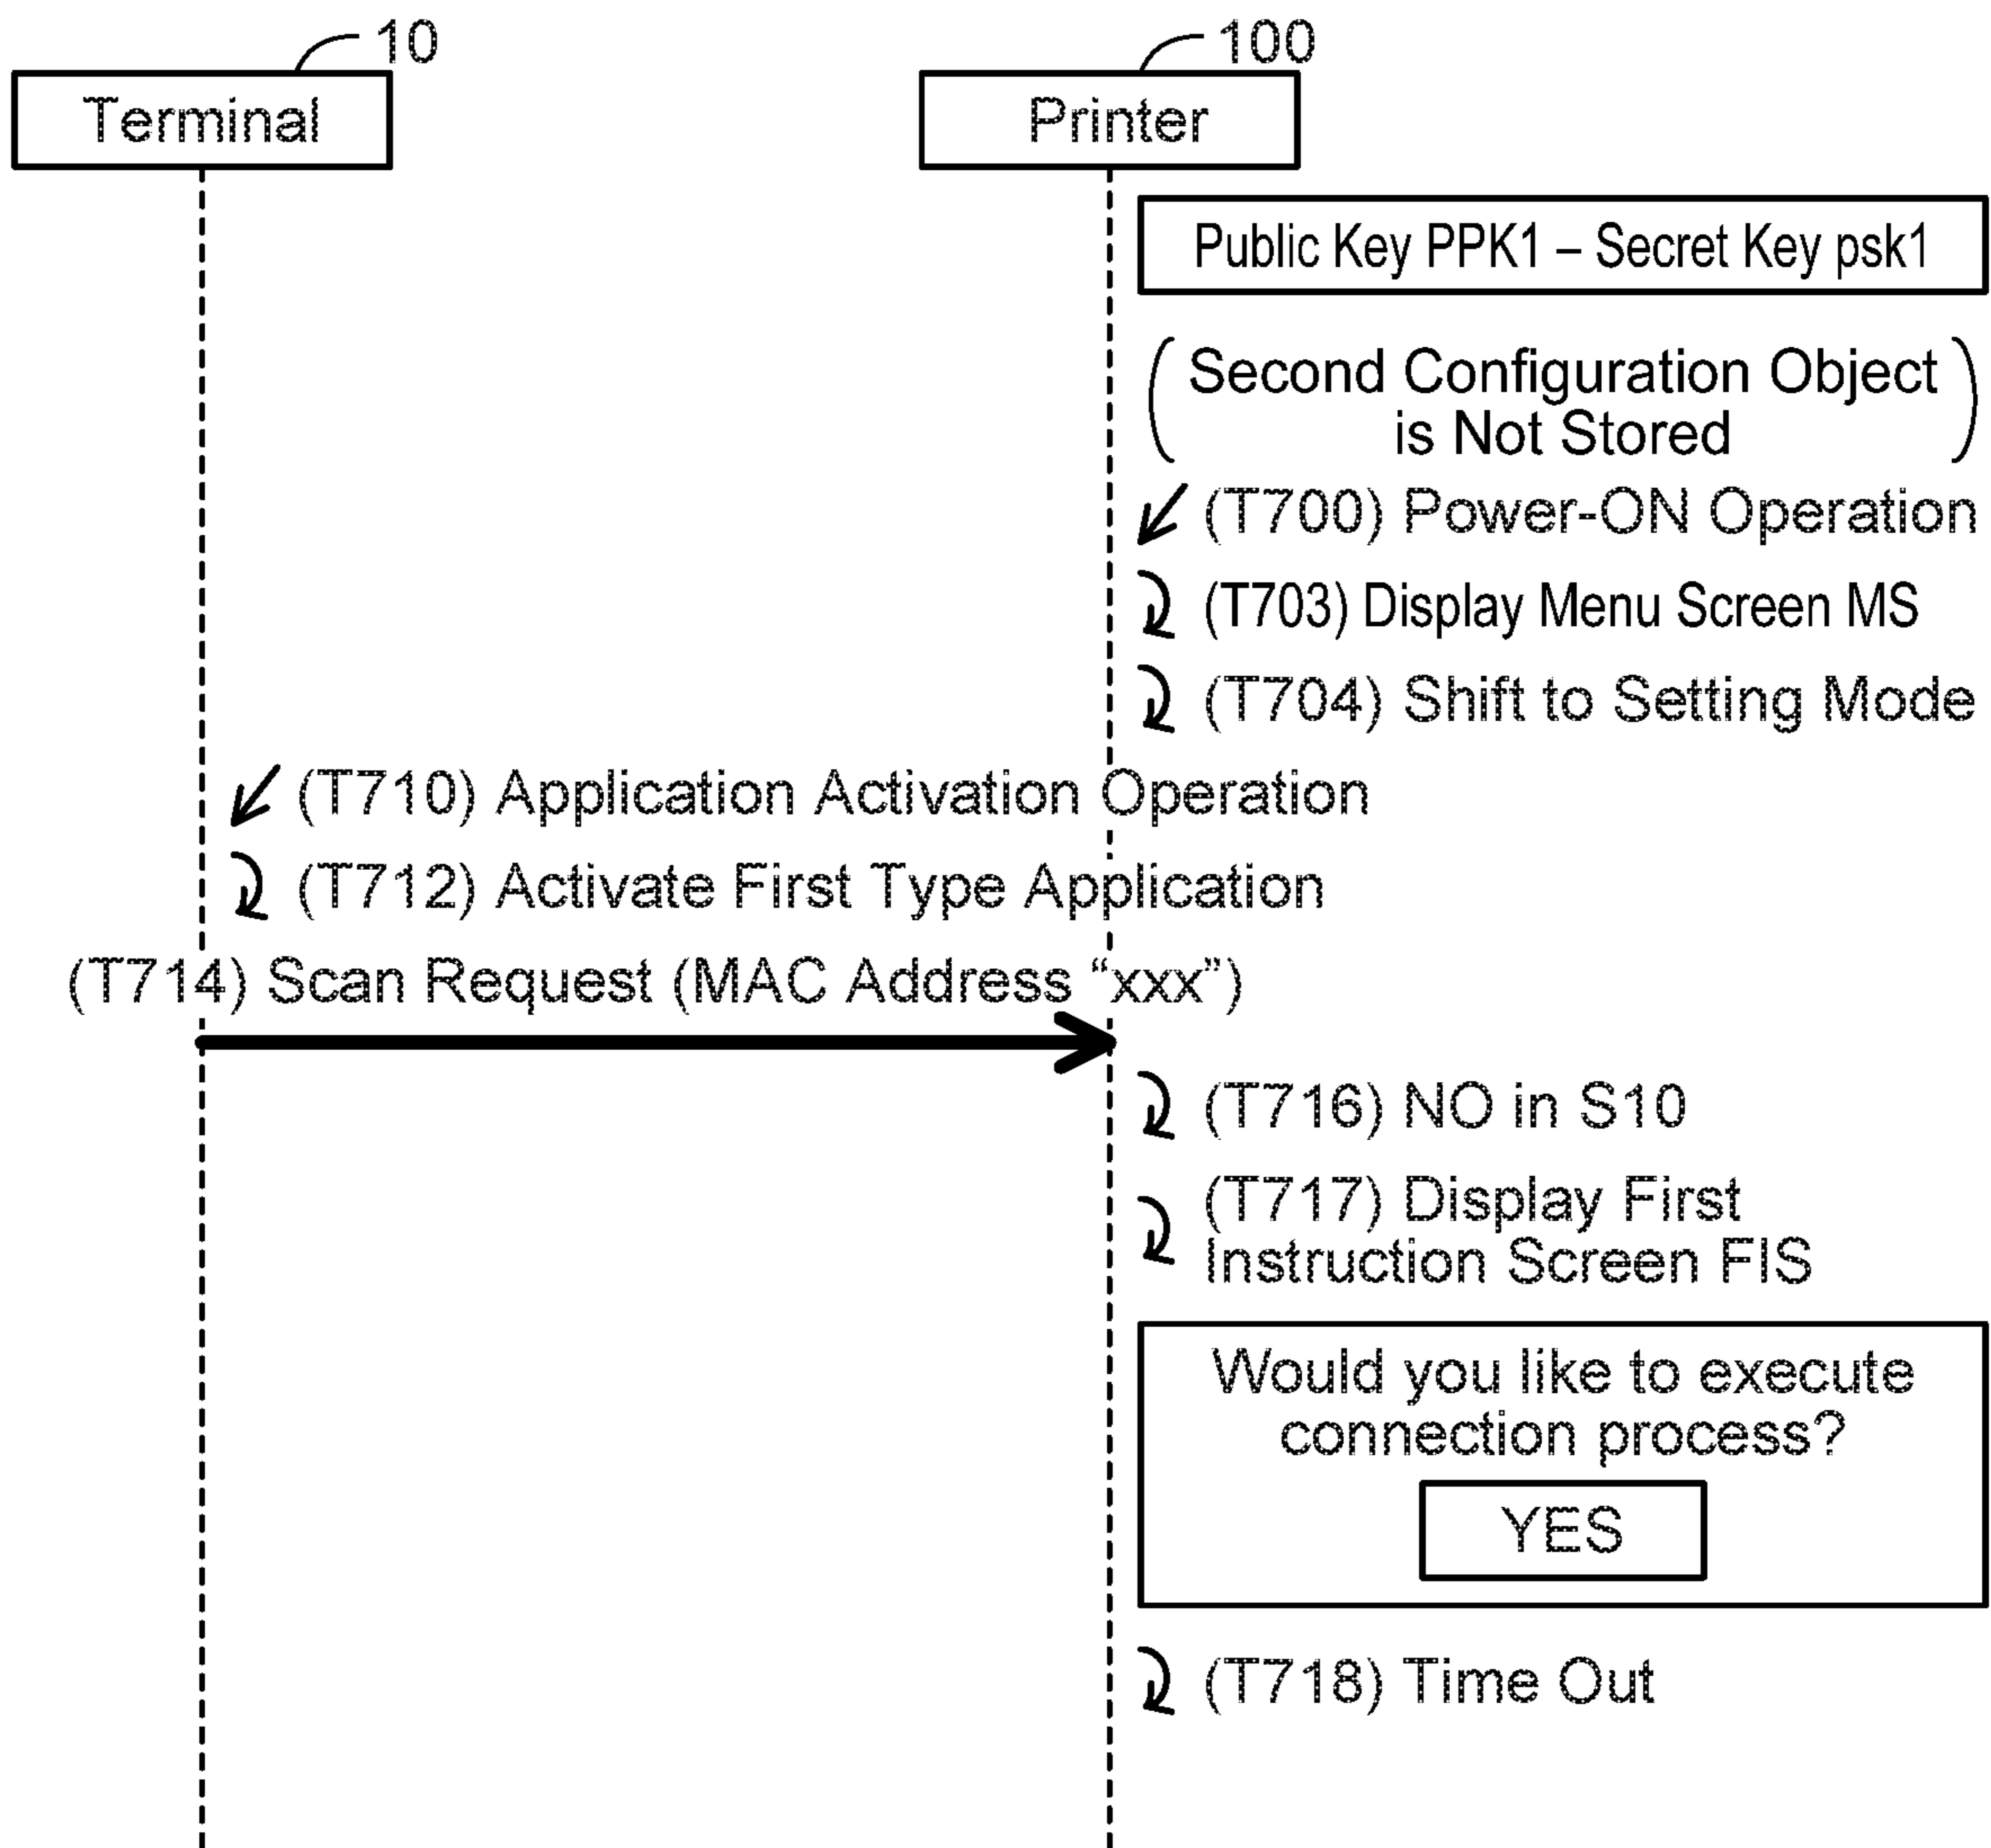 10
100
Terminal
Printer
Public Key PPK1 – Secret Key psk1
Second Configuration Object
is Not Stored
(T700) Power-ON Operation
(T703) Display Menu Screen MS
(T704) Shift to Setting Mode
(T710) Application Activation Operation
(T712) Activate First Type Application
(T714) Scan Request (MAC Address “xxx”)
(T716) NO in S10
(T717) Display First
Instruction Screen FIS
Would you like to execute
connection process?
YES
(T718) Time Out